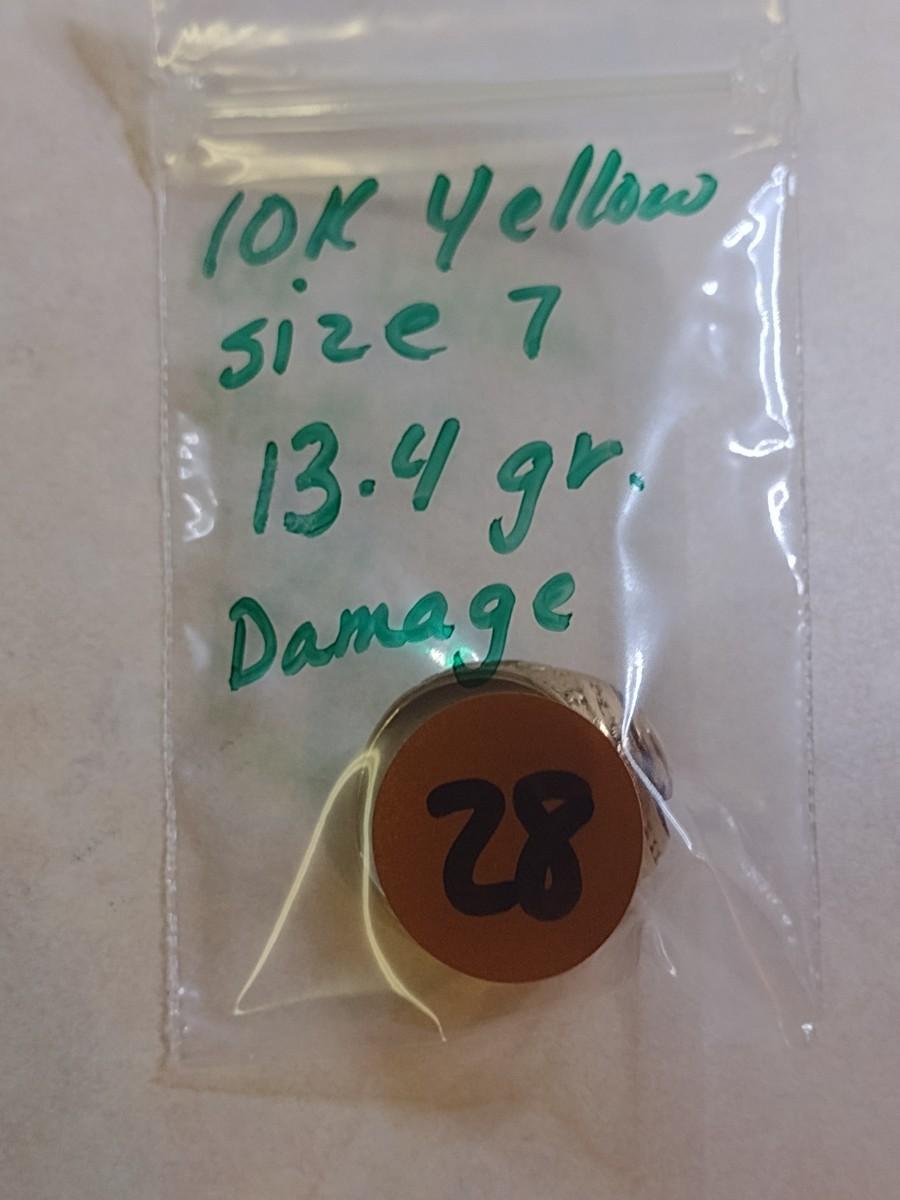 10K Yellow
size 7
13.4 gr.
Damage
28